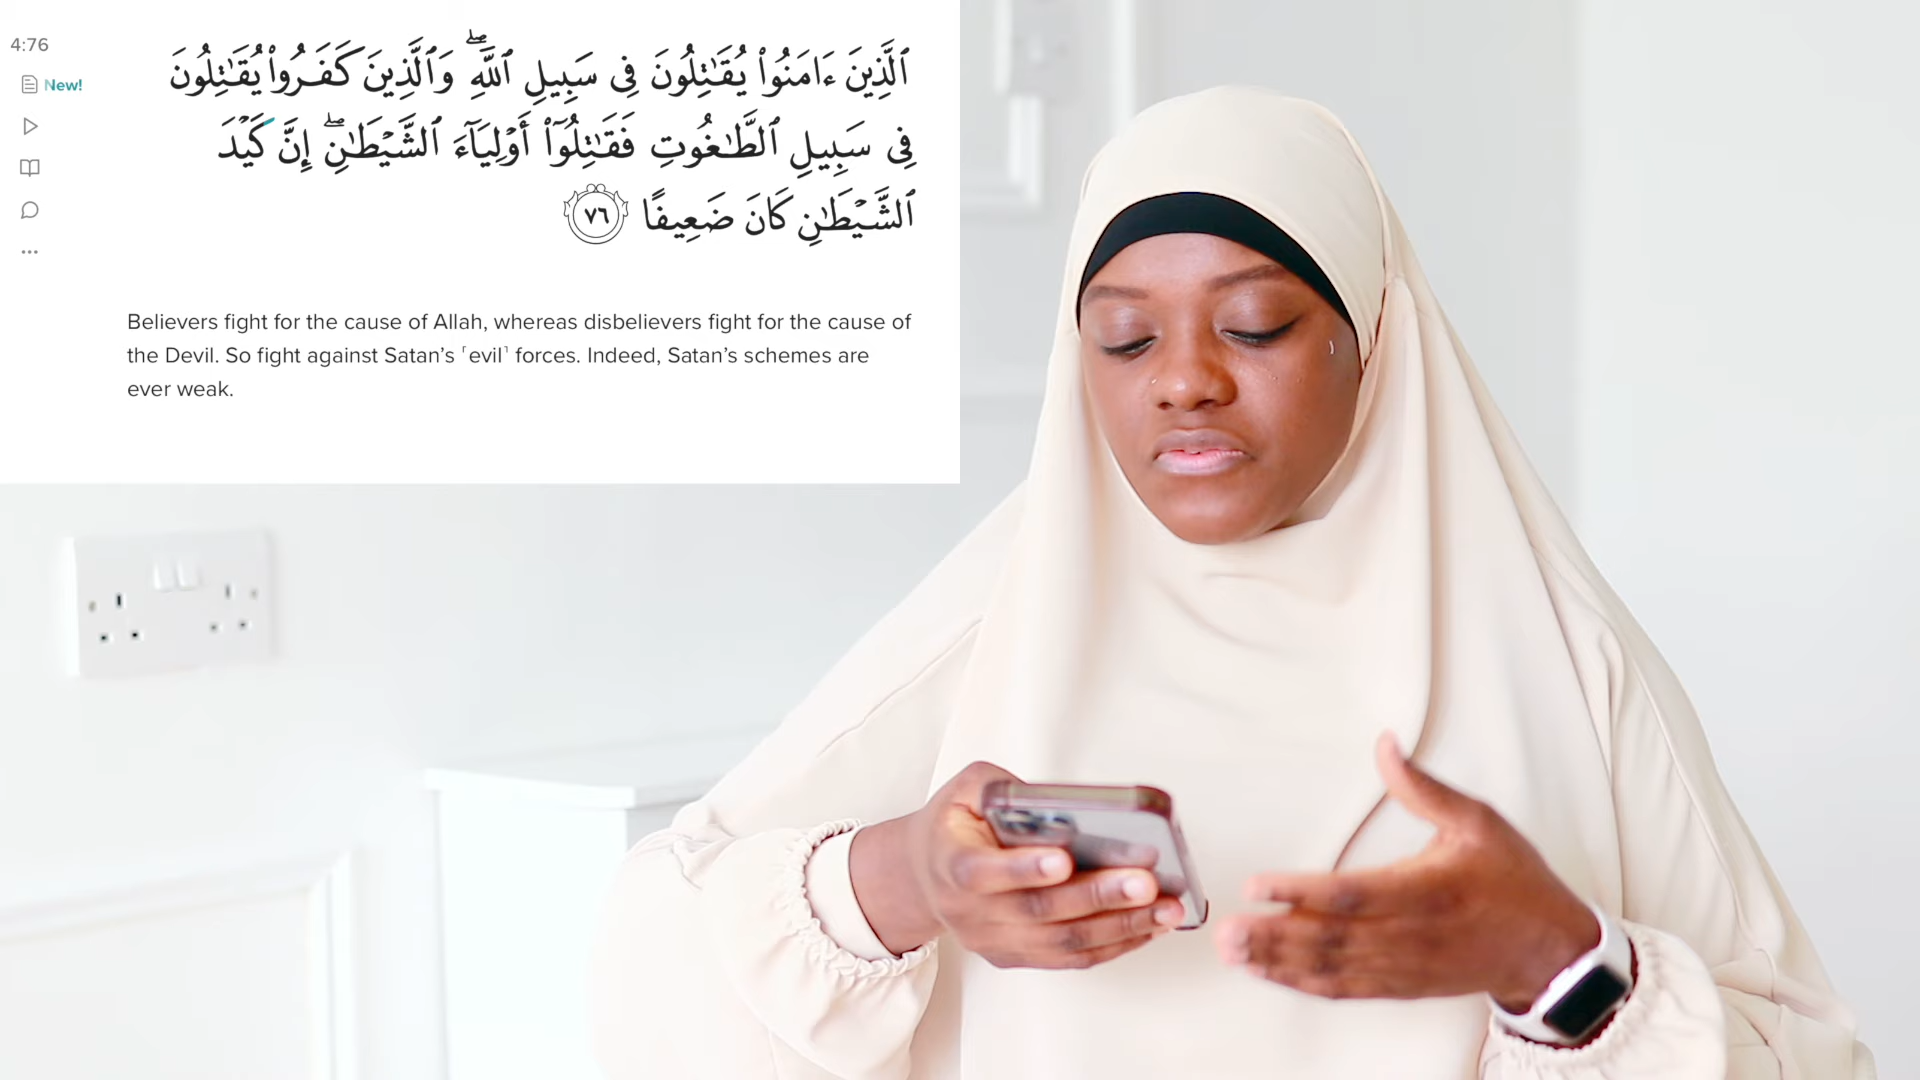 4:76
New!
ٱلَّذِينَ ءَامَنُوا۟ يُقَـٰتِلُونَ فِى سَبِيلِ ٱللَّهِ ۖ وَٱلَّذِينَ كَفَرُوا۟ يُقَـٰتِلُونَ
فِى سَبِيلِ ٱلطَّـٰغُوتِ فَقَـٰتِلُوٓا۟ أَوْلِيَآءَ ٱلشَّيْطَـٰنِ ۖ إِنَّ كَيْدَ
ٱلشَّيْطَـٰنِ كَانَ ضَعِيفًا ٧٦
Believers fight for the cause of Allah, whereas disbelievers fight for the cause of
the Devil. So fight against Satan’s ˹evil˺ forces. Indeed, Satan’s schemes are
ever weak.